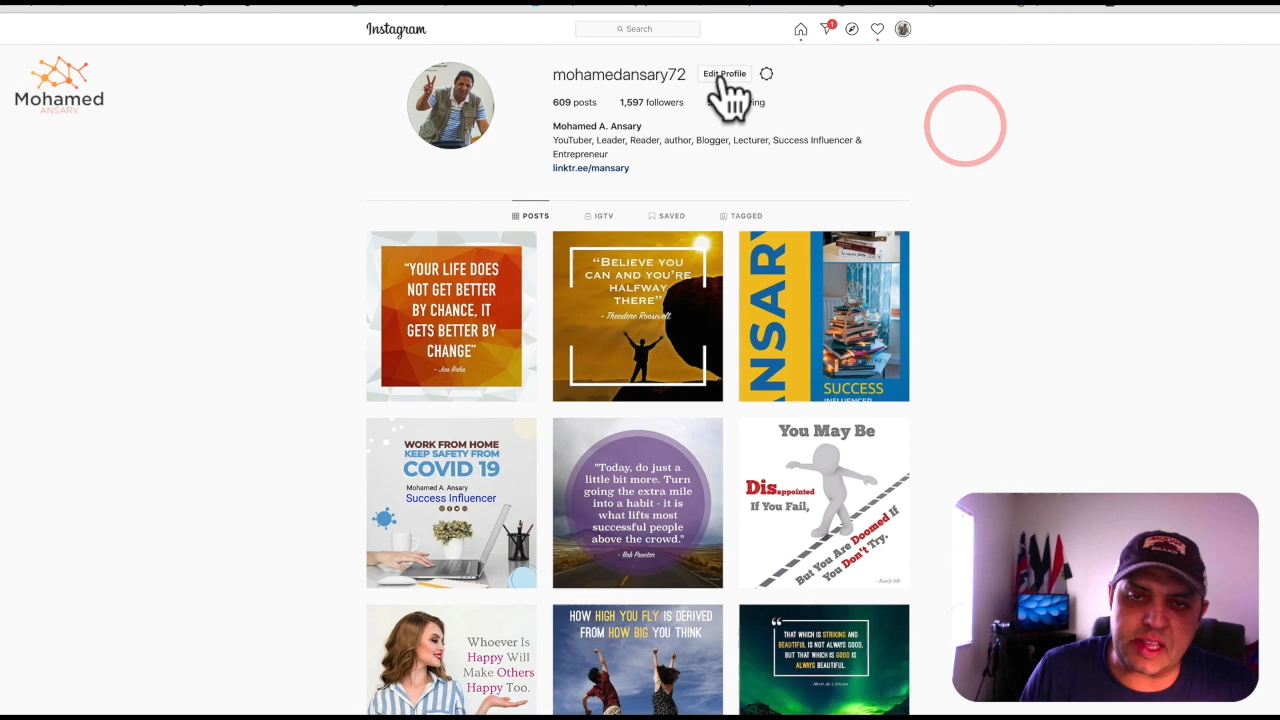 Instagram
Search
1
Mohamed
ANSARY
mohamedansary72
Edit Profile
609 posts
1,597 followers
Mohamed A. Ansary
YouTuber, Leader, Reader, author, Blogger, Lecturer, Success Influencer &
Entrepreneur
linktr.ee/mansary
POSTS
IGTV
SAVED
TAGGED
“YOUR LIFE DOES
NOT GET BETTER
BY CHANCE, IT
GETS BETTER BY
CHANGE”
- Jim Rohn
“BELIEVE YOU
CAN AND YOU’RE
HALFWAY
THERE”
- Theodore Roosevelt
ANSARY
SUCCESS
INFLUENCER
WORK FROM HOME
KEEP SAFETY FROM
COVID 19
Mohamed A. Ansary
Success Influencer
"Today, do just a
little bit more. Turn
going the extra mile
into a habit - it is
what lifts most
successful people
above the crowd."
- Bob Proctor
You May Be
Disappointed
If You Fail,
But You Are Doomed If
You Don't Try.
- Beverly Sills
Whoever Is
Happy Will
Make Others
Happy Too.
HOW HIGH YOU FLY IS DERIVED
FROM HOW BIG YOU THINK
THAT WHICH IS STRIKING AND
BEAUTIFUL IS NOT ALWAYS GOOD,
BUT THAT WHICH IS GOOD IS
ALWAYS BEAUTIFUL.